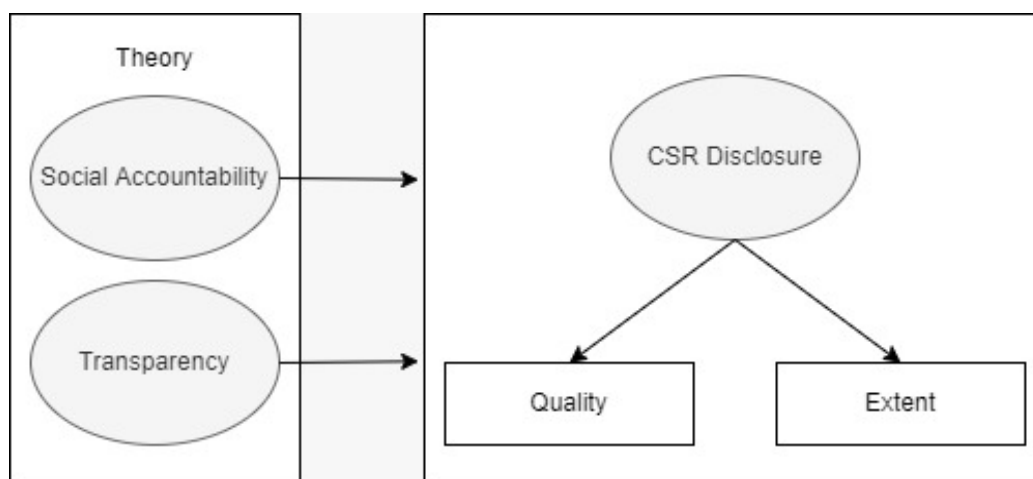 Theory
Social Accountability
Transparency
CSR Disclosure
Quality
Extent